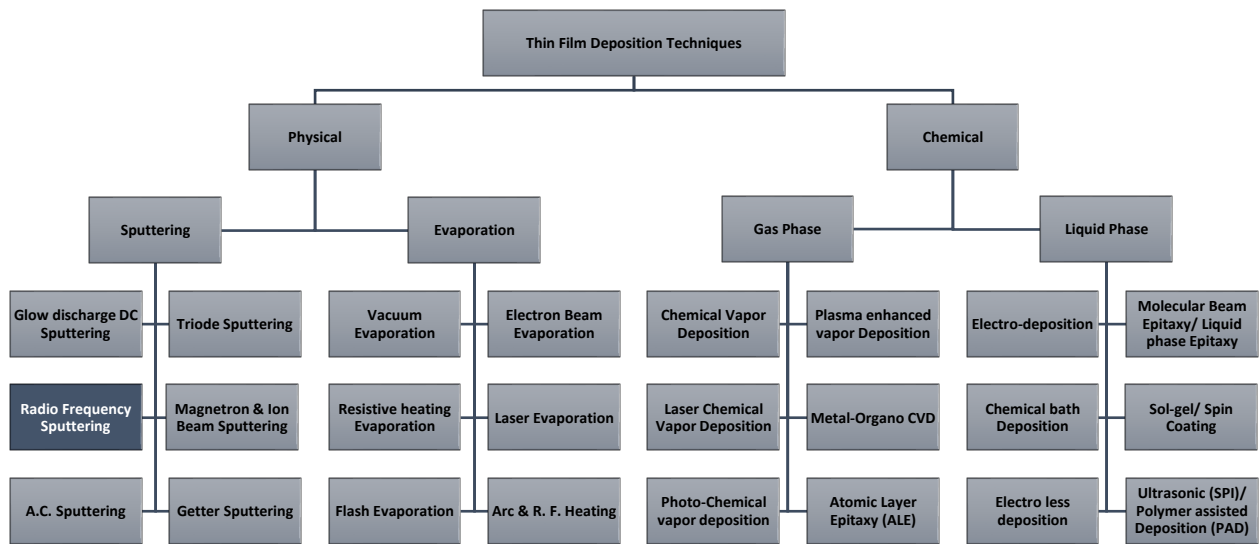 Thin Film Deposition Techniques
Physical
Chemical
Sputtering
Evaporation
Gas Phase
Liquid Phase
Glow discharge DC
Sputtering
Triode Sputtering
Vacuum
Evaporation
Electron Beam
Evaporation
Chemical Vapor
Deposition
Plasma enhanced
vapor Deposition
Electro-deposition
Molecular Beam
Epitaxy/ Liquid
phase Epitaxy
Radio Frequency
Sputtering
Magnetron & Ion
Beam Sputtering
Resistive heating
Evaporation
Laser Evaporation
Laser Chemical
Vapor Deposition
Metal-Organo CVD
Chemical bath
Deposition
Sol-gel/ Spin
Coating
A.C. Sputtering
Getter Sputtering
Flash Evaporation
Arc & R. F. Heating
Photo-Chemical
vapor deposition
Atomic Layer
Epitaxy (ALE)
Electro less
deposition
Ultrasonic (SPI)/
Polymer assisted
Deposition (PAD)